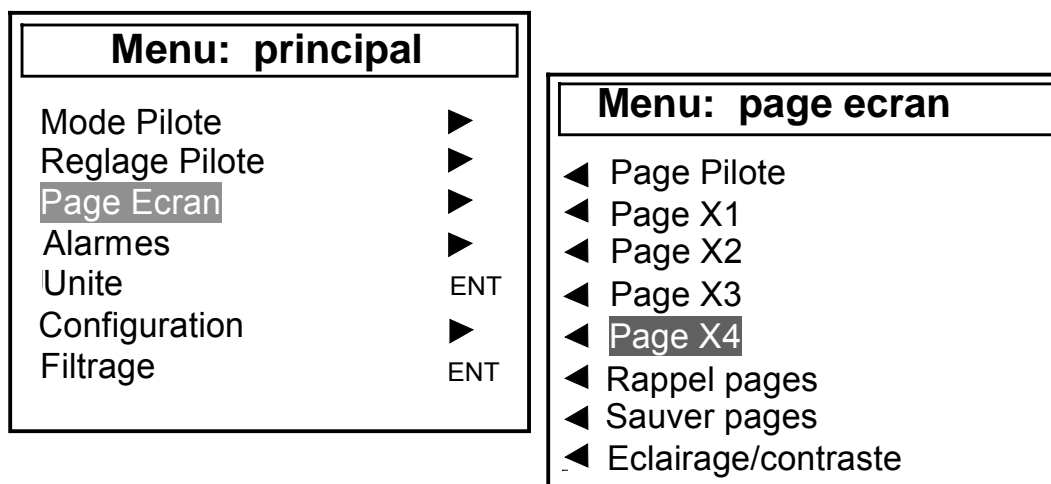 Menu: principal
Mode Pilote ►
Reglage Pilote ►
Page Ecran ►
Alarmes ►
Unite ENT
Configuration ►
Filtrage ENT
Menu: page ecran
◄ Page Pilote
◄ Page X1
◄ Page X2
◄ Page X3
◄ Page X4
◄ Rappel pages
◄ Sauver pages
◄ Eclairage/contraste